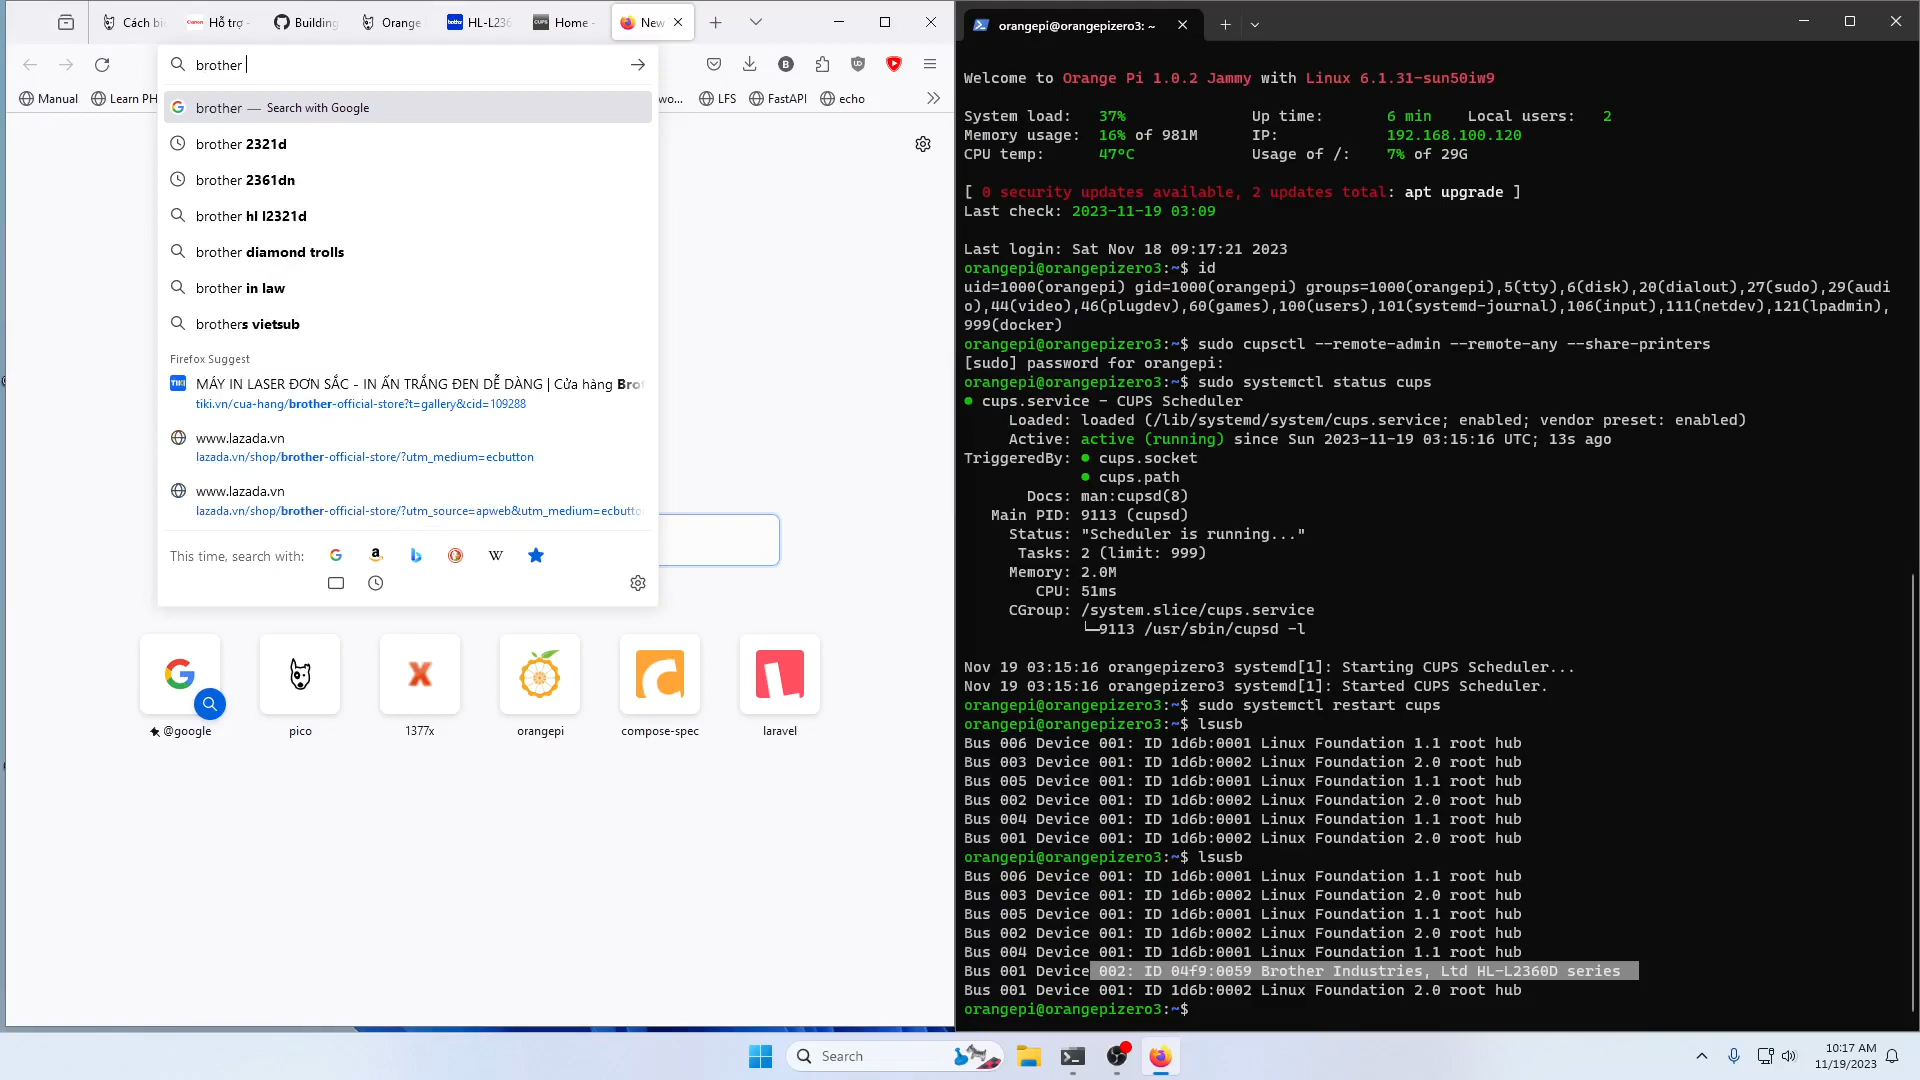 Cách biế
Hỗ trợ -
Building
Orange
HL-L236
Home -
New
brother
Manual
Learn PH
wo...
LFS
FastAPI
echo
brother — Search with Google
brother 2321d
brother 2361dn
brother hl l2321d
brother diamond trolls
brother in law
brothers vietsub
Firefox Suggest
MÁY IN LASER ĐƠN SẮC - IN ẤN TRẮNG ĐEN DỄ DÀNG | Cửa hàng Brot
tiki.vn/cua-hang/brother-official-store?t=gallery&cid=109288
www.lazada.vn
lazada.vn/shop/brother-official-store/?utm_medium=ecbutton
www.lazada.vn
lazada.vn/shop/brother-official-store/?utm_source=apweb&utm_medium=ecbutto
This time, search with:
@google
pico
1377x
orangepi
compose-spec
laravel
orangepi@orangepizero3: ~
Welcome to Orange Pi 1.0.2 Jammy with Linux 6.1.31-sun50iw9
System load: 37% Up time: 6 min Local users: 2
Memory usage: 16% of 981M IP: 192.168.100.120
CPU temp: 47°C Usage of /: 7% of 29G
[ 0 security updates available, 2 updates total: apt upgrade ]
Last check: 2023-11-19 03:09
Last login: Sat Nov 18 09:17:21 2023
orangepi@orangepizero3:~$ id
uid=1000(orangepi) gid=1000(orangepi) groups=1000(orangepi),5(tty),6(disk),20(dialout),27(sudo),29(audi
o),44(video),46(plugdev),60(games),100(users),101(systemd-journal),106(input),111(netdev),121(lpadmin),
999(docker)
orangepi@orangepizero3:~$ sudo cupsctl --remote-admin --remote-any --share-printers
[sudo] password for orangepi:
orangepi@orangepizero3:~$ sudo systemctl status cups
● cups.service - CUPS Scheduler
Loaded: loaded (/lib/systemd/system/cups.service; enabled; vendor preset: enabled)
Active: active (running) since Sun 2023-11-19 03:15:16 UTC; 13s ago
TriggeredBy: ● cups.socket
● cups.path
Docs: man:cupsd(8)
Main PID: 9113 (cupsd)
Status: "Scheduler is running..."
Tasks: 2 (limit: 999)
Memory: 2.0M
CPU: 51ms
CGroup: /system.slice/cups.service
└─9113 /usr/sbin/cupsd -l
Nov 19 03:15:16 orangepizero3 systemd[1]: Starting CUPS Scheduler...
Nov 19 03:15:16 orangepizero3 systemd[1]: Started CUPS Scheduler.
orangepi@orangepizero3:~$ sudo systemctl restart cups
orangepi@orangepizero3:~$ lsusb
Bus 006 Device 001: ID 1d6b:0001 Linux Foundation 1.1 root hub
Bus 003 Device 001: ID 1d6b:0002 Linux Foundation 2.0 root hub
Bus 005 Device 001: ID 1d6b:0001 Linux Foundation 1.1 root hub
Bus 002 Device 001: ID 1d6b:0002 Linux Foundation 2.0 root hub
Bus 004 Device 001: ID 1d6b:0001 Linux Foundation 1.1 root hub
Bus 001 Device 001: ID 1d6b:0002 Linux Foundation 2.0 root hub
orangepi@orangepizero3:~$ lsusb
Bus 006 Device 001: ID 1d6b:0001 Linux Foundation 1.1 root hub
Bus 003 Device 001: ID 1d6b:0002 Linux Foundation 2.0 root hub
Bus 005 Device 001: ID 1d6b:0001 Linux Foundation 1.1 root hub
Bus 002 Device 001: ID 1d6b:0002 Linux Foundation 2.0 root hub
Bus 004 Device 001: ID 1d6b:0001 Linux Foundation 1.1 root hub
Bus 001 Device 002: ID 04f9:0059 Brother Industries, Ltd HL-L2360D series
Bus 001 Device 001: ID 1d6b:0002 Linux Foundation 2.0 root hub
orangepi@orangepizero3:~$
Search
10:17 AM
11/19/2023